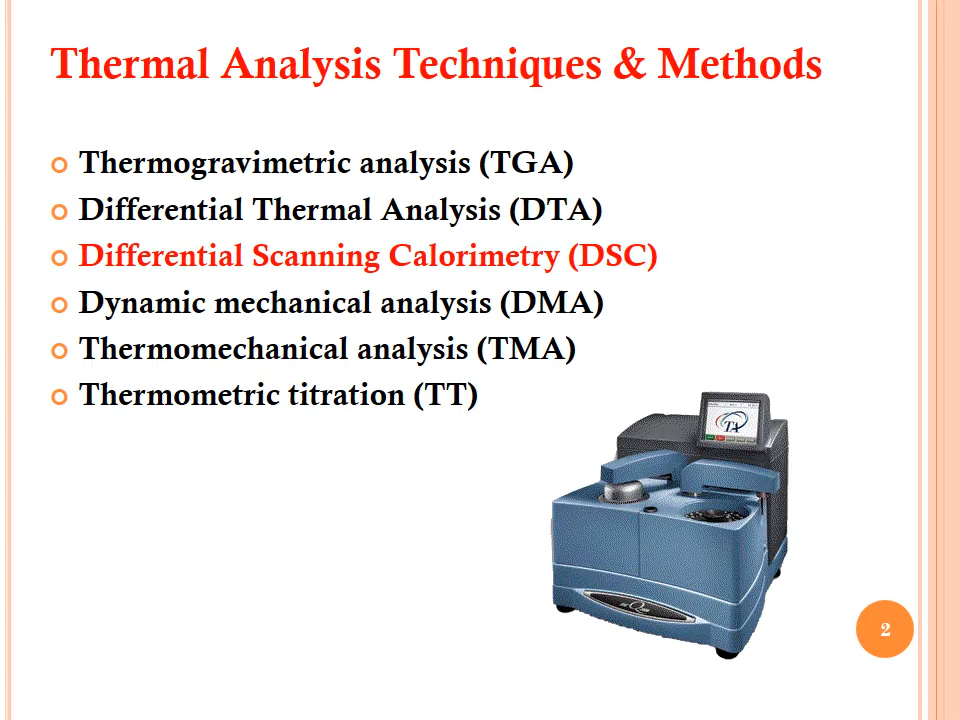 Thermal Analysis Techniques & Methods
Thermogravimetric analysis (TGA)
Differential Thermal Analysis (DTA)
Differential Scanning Calorimetry (DSC)
Dynamic mechanical analysis (DMA)
Thermomechanical analysis (TMA)
Thermometric titration (TT)
TA
2